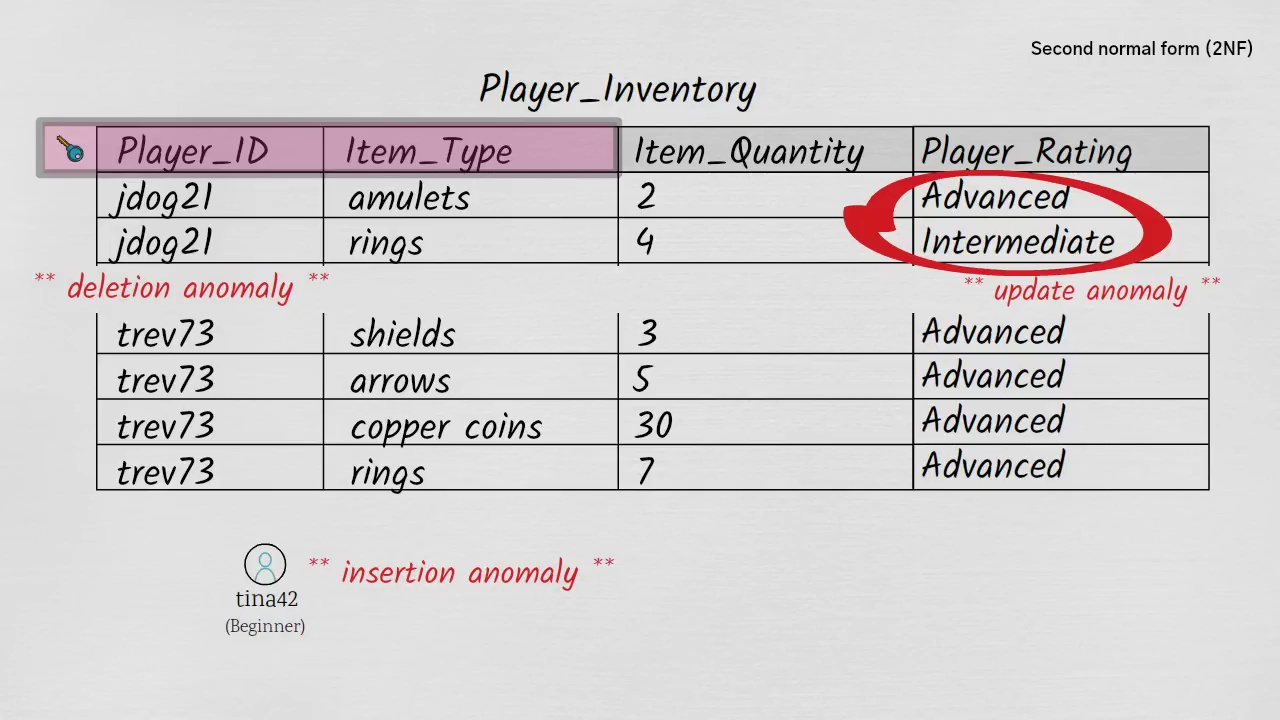 Second normal form (2NF)
Player_Inventory
Player_ID Item_Type Item_Quantity Player_Rating
jdog21 amulets 2 Advanced
jdog21 rings 4 Intermediate
** deletion anomaly ** ** update anomaly **
trev73 shields 3 Advanced
trev73 arrows 5 Advanced
trev73 copper coins 30 Advanced
trev73 rings 7 Advanced
** insertion anomaly **
tina42
(Beginner)